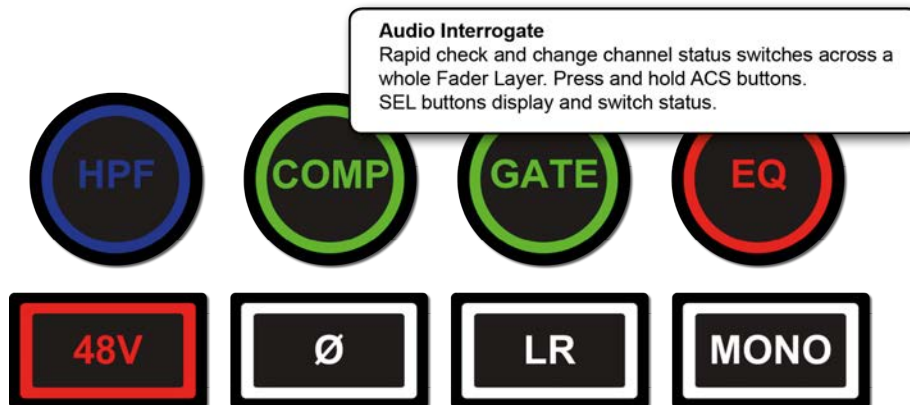 Audio Interrogate
Rapid check and change channel status switches across a
whole Fader Layer. Press and hold ACS buttons.
SEL buttons display and switch status.
HPF COMP GATE EQ
48V Ø LR MONO